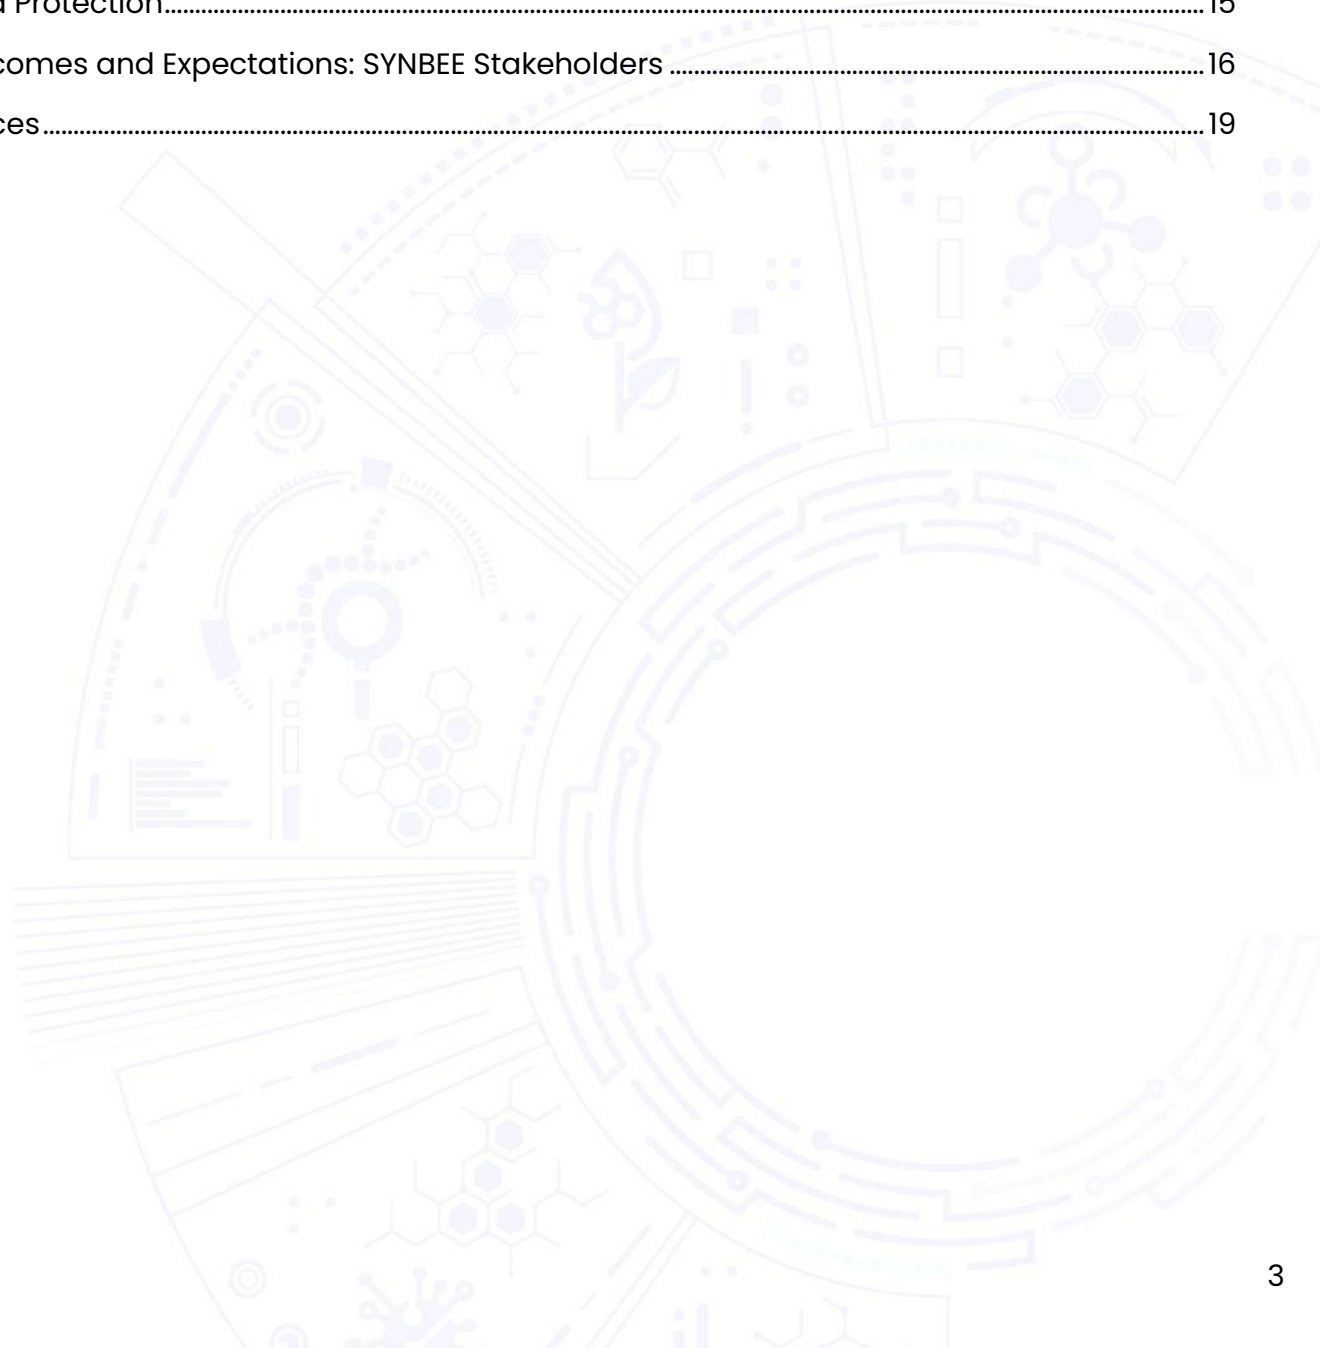 Protection........................................................................................................................................ 15
comes and Expectations: SYNBEE Stakeholders ........................................................................ 16
ces............................................................................................................................................................ 19
3